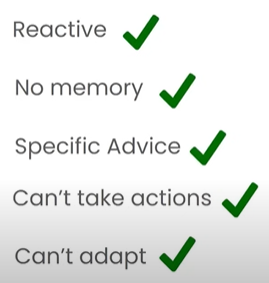 Reactive
No memory
Specific Advice
Can't take actions
Can't adapt